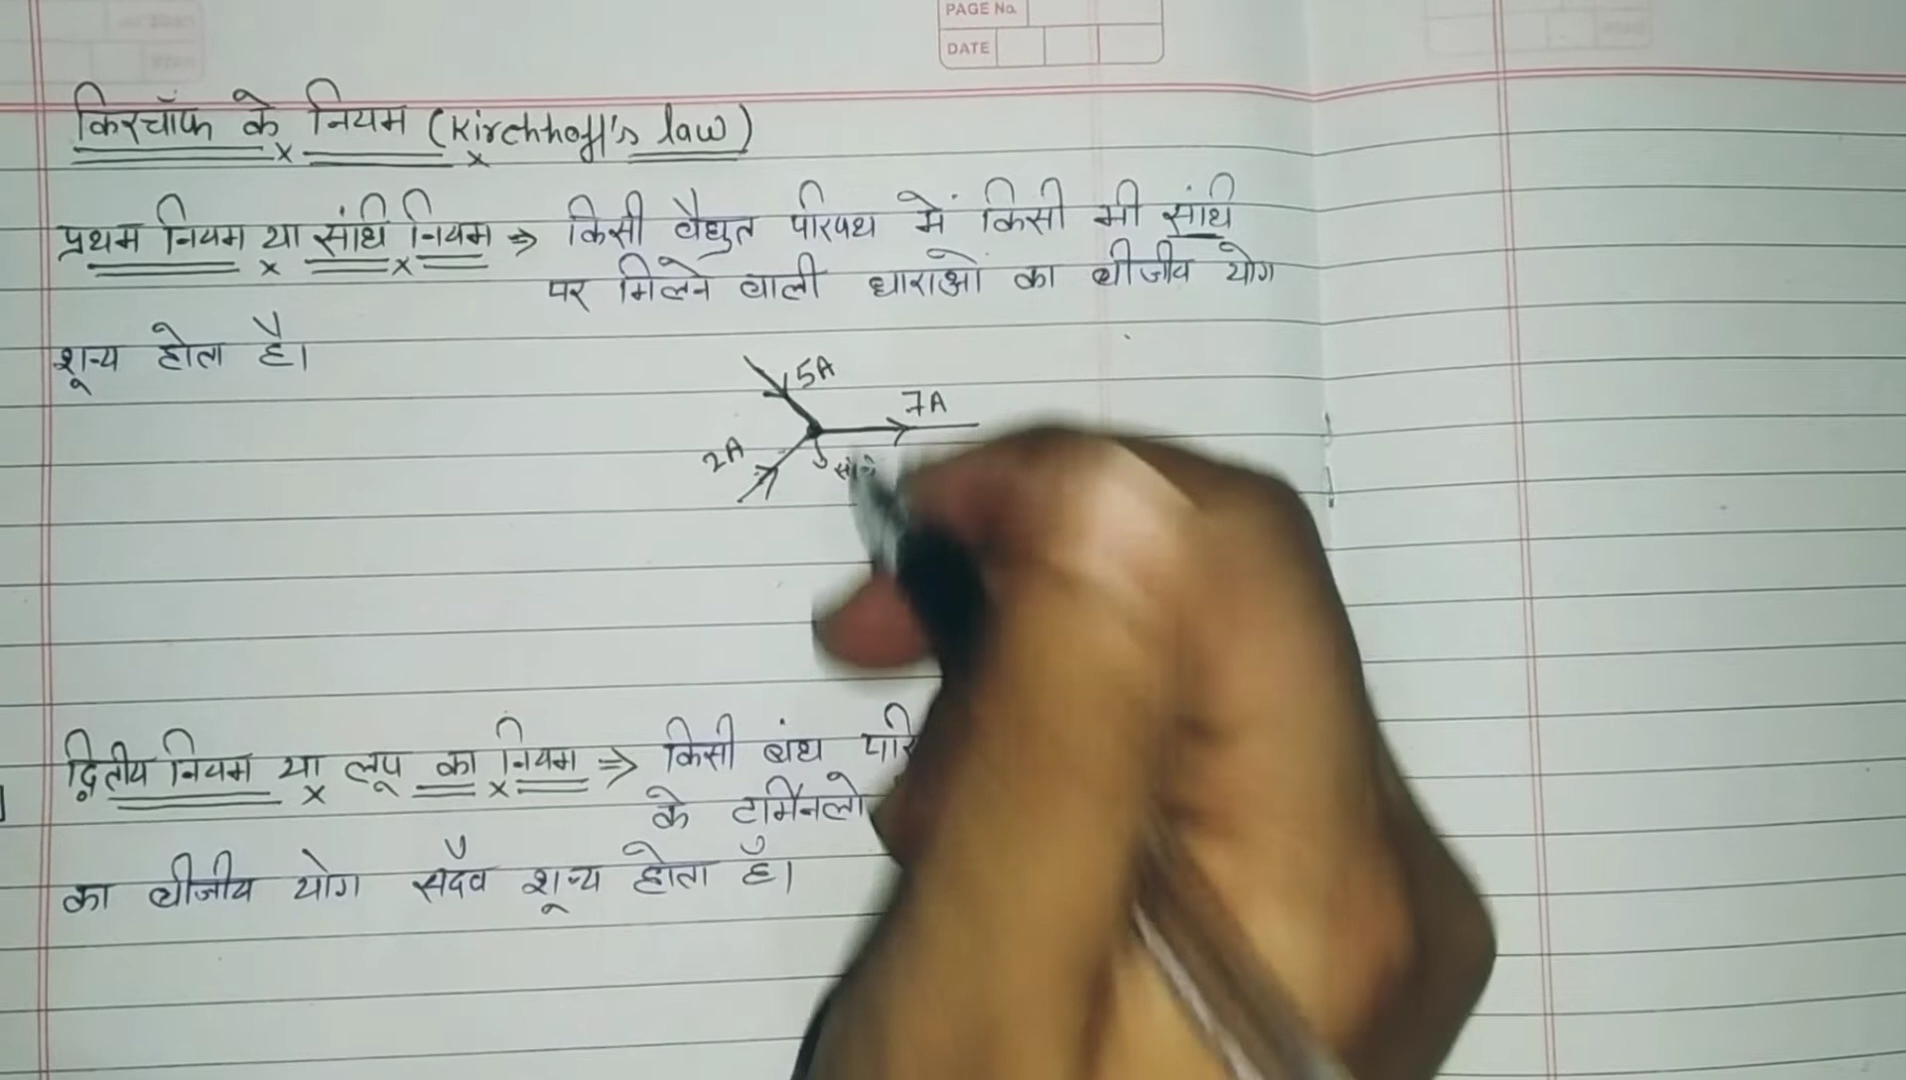 PAGE No.
DATE
किरचॉफ के नियम (Kirchhoff's law)
प्रथम नियम या संधि नियम ⇒ किसी वैद्युत परिपथ में किसी भी संधि
पर मिलने वाली धाराओं का बीजीय योग
शून्य होता है।
5A
7A
2A
द्वितीय नियम या लूप का नियम ⇒ किसी बंध
के टर्मिनलो
का बीजीय योग सदैव शून्य होता है।